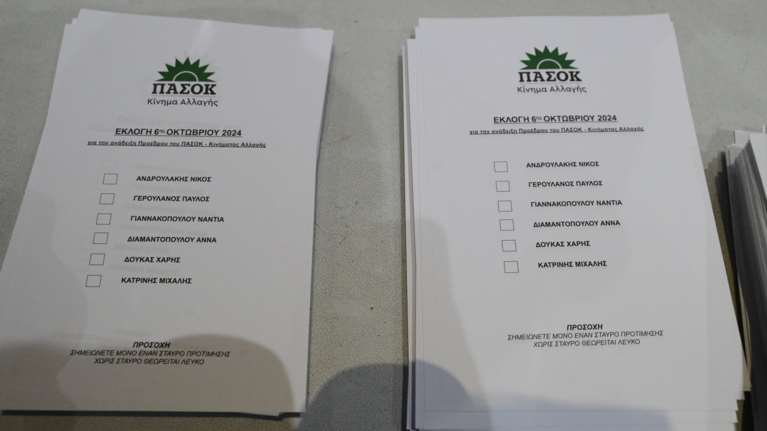 ΠΑΣΟΚ
Κίνημα Αλλαγής
ΕΚΛΟΓΗ 6ης ΟΚΤΩΒΡΙΟΥ 2024
για την ανάδειξη Προέδρου του ΠΑΣΟΚ - Κινήματος Αλλαγής
ΑΝΔΡΟΥΛΑΚΗΣ ΝΙΚΟΣ
ΓΕΡΟΥΛΑΝΟΣ ΠΑΥΛΟΣ
ΓΙΑΝΝΑΚΟΠΟΥΛΟΥ ΝΑΝΤΙΑ
ΔΙΑΜΑΝΤΟΠΟΥΛΟΥ ΑΝΝΑ
ΔΟΥΚΑΣ ΧΑΡΗΣ
ΚΑΤΡΙΝΗΣ ΜΙΧΑΛΗΣ
ΠΡΟΣΟΧΗ
ΣΗΜΕΙΩΝΕΤΕ ΜΟΝΟ ΕΝΑΝ ΣΤΑΥΡΟ ΠΡΟΤΙΜΗΣΗΣ
ΧΩΡΙΣ ΣΤΑΥΡΟ ΘΕΩΡΕΙΤΑΙ ΛΕΥΚΟ
ΠΑΣΟΚ
Κίνημα Αλλαγής
ΕΚΛΟΓΗ 6ης ΟΚΤΩΒΡΙΟΥ 2024
για την ανάδειξη Προέδρου του ΠΑΣΟΚ - Κινήματος Αλλαγής
ΑΝΔΡΟΥΛΑΚΗΣ ΝΙΚΟΣ
ΓΕΡΟΥΛΑΝΟΣ ΠΑΥΛΟΣ
ΓΙΑΝΝΑΚΟΠΟΥΛΟΥ ΝΑΝΤΙΑ
ΔΙΑΜΑΝΤΟΠΟΥΛΟΥ ΑΝΝΑ
ΔΟΥΚΑΣ ΧΑΡΗΣ
ΚΑΤΡΙΝΗΣ ΜΙΧΑΛΗΣ
ΠΡΟΣΟΧΗ
ΣΗΜΕΙΩΝΕΤΕ ΜΟΝΟ ΕΝΑΝ ΣΤΑΥΡΟ ΠΡΟΤΙΜΗΣΗΣ
ΧΩΡΙΣ ΣΤΑΥΡΟ ΘΕΩΡΕΙΤΑΙ ΛΕΥΚΟ